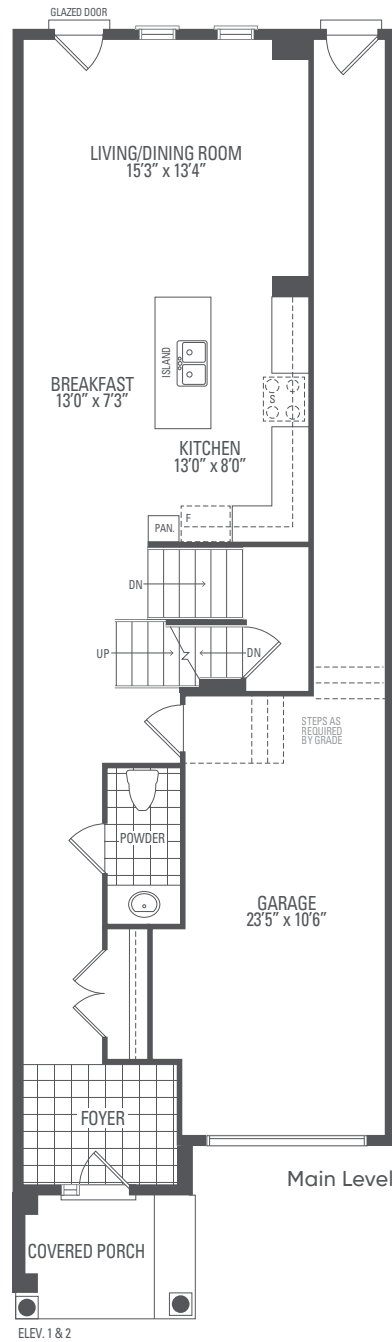 GLAZED DOOR
LIVING/DINING ROOM
15'3" x 13'4"
ISLAND
BREAKFAST
13'0" x 7'3"
S
KITCHEN
13'0" x 8'0"
F
PAN.
DN
UP
DN
STEPS AS
REQUIRED
BY GRADE
POWDER
GARAGE
23'5" x 10'6"
FOYER
Main Level
COVERED PORCH
ELEV. 1 & 2